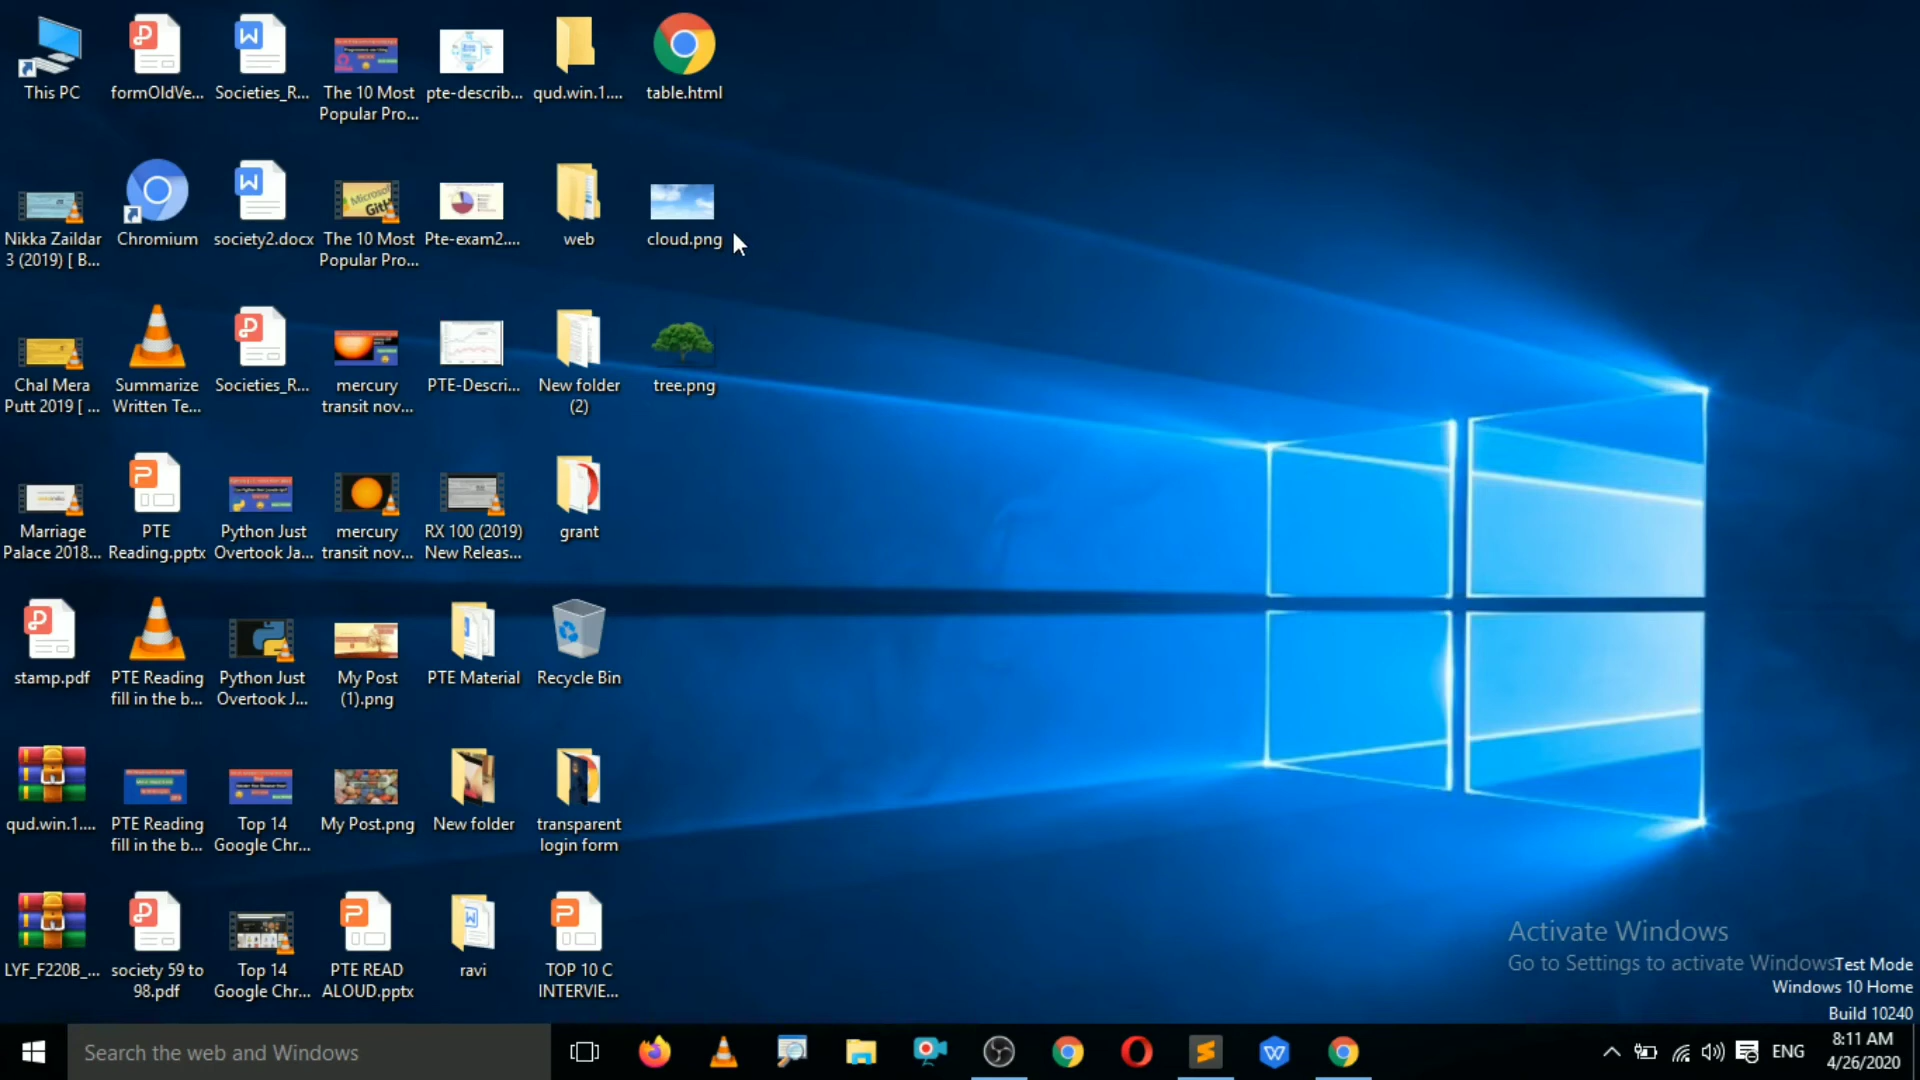 This PC
formOldVe...
Societies_R...
The 10 Most
Popular Pro...
pte-describ...
qud.win.1....
table.html
Nikka Zaildar
3 (2019) [ B...
Chromium
society2.docx
The 10 Most
Popular Pro...
Pte-exam2....
web
cloud.png
Chal Mera
Putt 2019 [ ...
Summarize
Written Te...
Societies_R...
mercury
transit nov...
PTE-Descri...
New folder
(2)
tree.png
Marriage
Palace 2018...
PTE
Reading.pptx
Python Just
Overtook Ja...
mercury
transit nov...
RX 100 (2019)
New Releas...
grant
stamp.pdf
PTE Reading
fill in the b...
Python Just
Overtook J...
My Post
(1).png
PTE Material
Recycle Bin
qud.win.1....
PTE Reading
fill in the b...
Top 14
Google Chr...
My Post.png
New folder
transparent
login form
LYF_F220B_...
society 59 to
98.pdf
Top 14
Google Chr...
PTE READ
ALOUD.pptx
ravi
TOP 10 C
INTERVIE...
Activate Windows
Go to Settings to activate Windows.
Test Mode
Windows 10 Home
Build 10240
Search the web and Windows
ENG
8:11 AM
4/26/2020